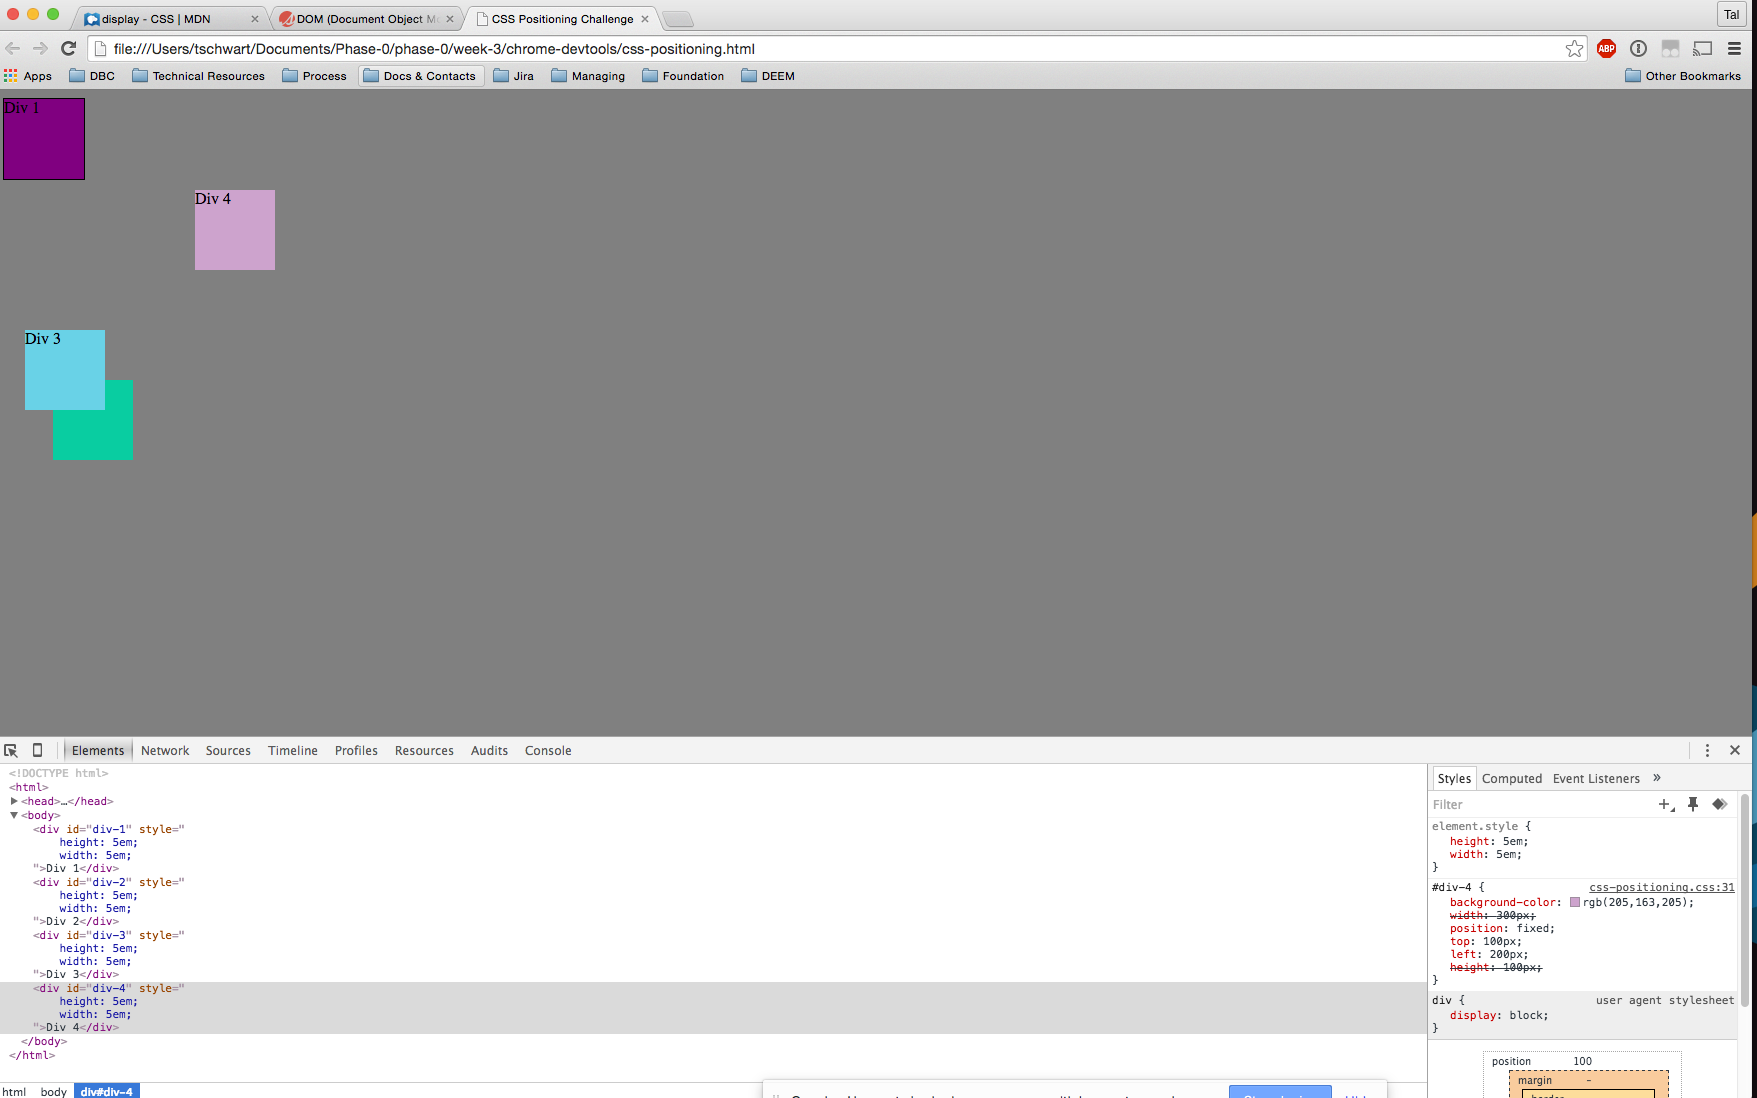 display - CSS | MDN
DOM (Document Object Mo
CSS Positioning Challenge
Tal
file:///Users/tschwart/Documents/Phase-0/phase-0/week-3/chrome-devtools/css-positioning.html
ABP
Apps DBC Technical Resources Process Docs & Contacts Jira Managing Foundation DEEM Other Bookmarks
Div 1
Div 4
Div 3
Elements Network Sources Timeline Profiles Resources Audits Console
<!DOCTYPE html>
<html>
<head>…</head>
<body>
<div id="div-1" style="
height: 5em;
width: 5em;
">Div 1</div>
<div id="div-2" style="
height: 5em;
width: 5em;
">Div 2</div>
<div id="div-3" style="
height: 5em;
width: 5em;
">Div 3</div>
<div id="div-4" style="
height: 5em;
width: 5em;
">Div 4</div>
</body>
</html>
html body div#div-4
Styles Computed Event Listeners »
Filter
element.style {
height: 5em;
width: 5em;
}
#div-4 { css-positioning.css:31
background-color: rgb(205,163,205);
width: 300px;
position: fixed;
top: 100px;
left: 200px;
height: 100px;
}
div { user agent stylesheet
display: block;
}
position 100
margin -